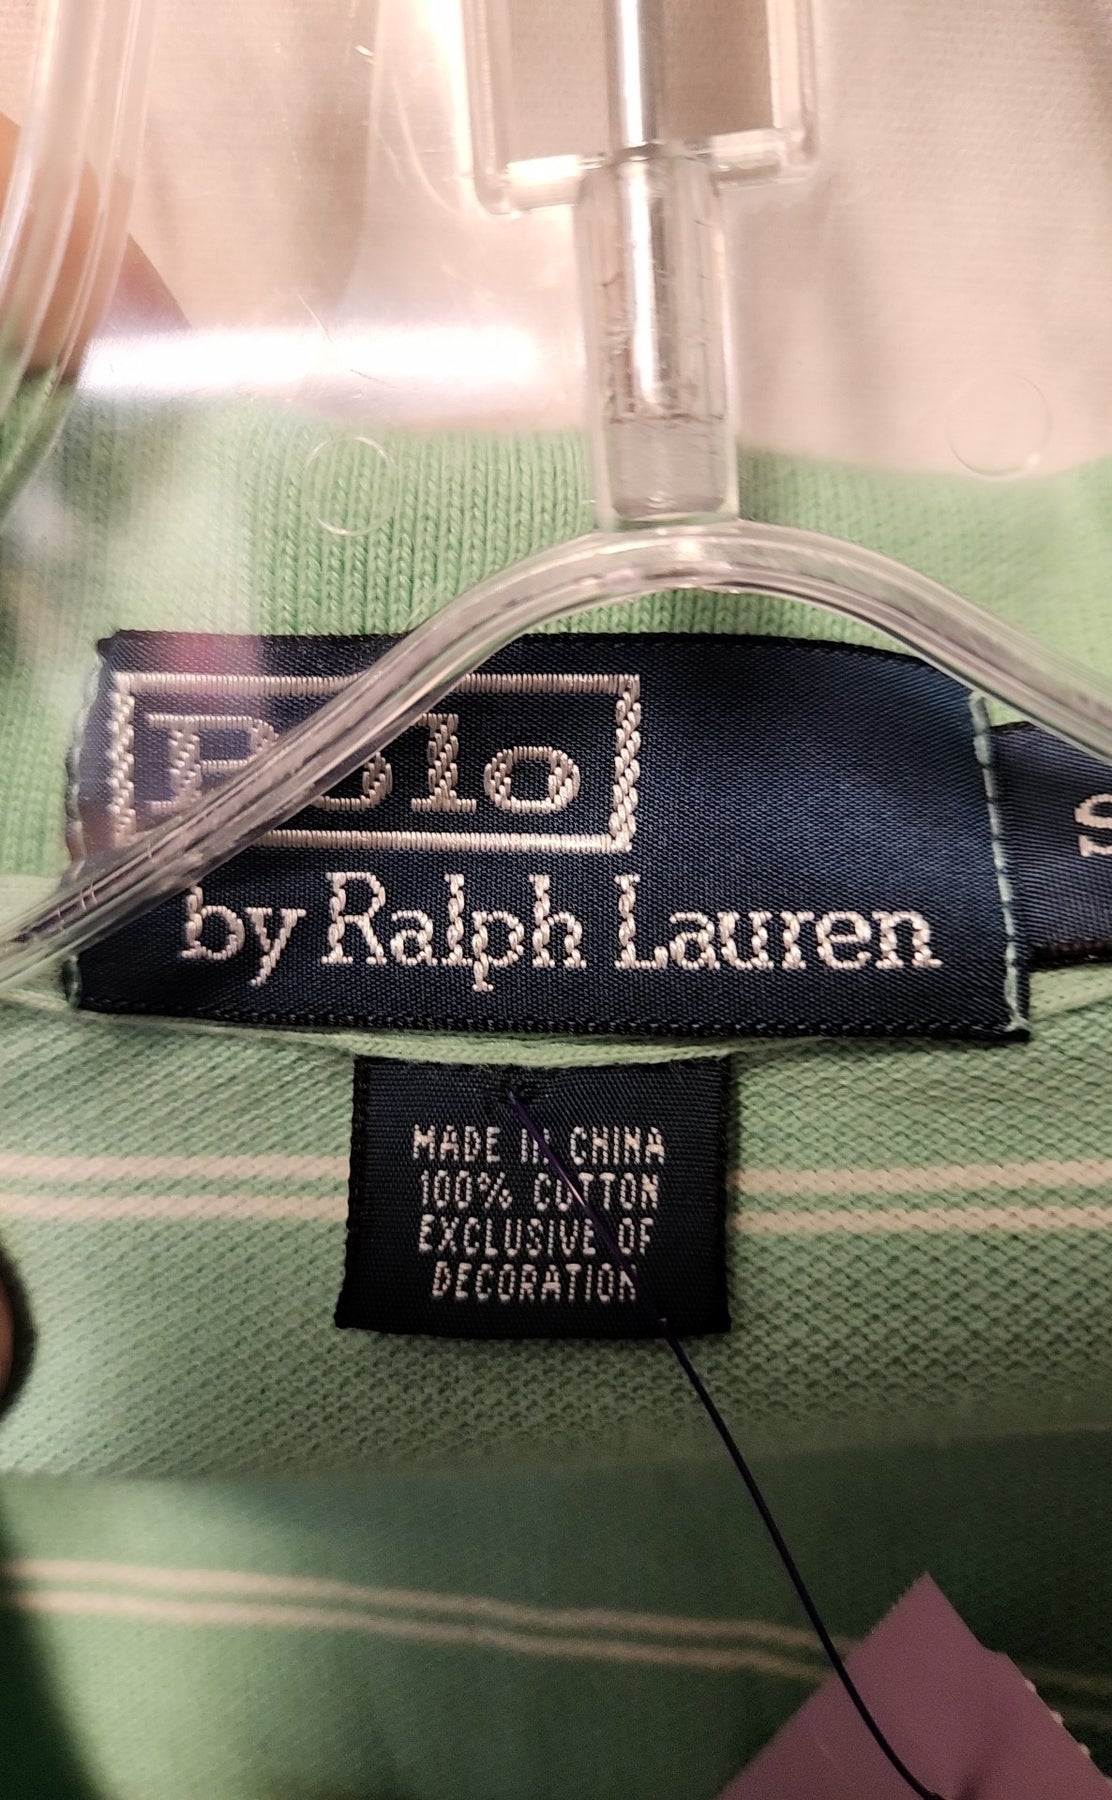 Polo
by Ralph Lauren
S
MADE IN CHINA
100% COTTON
EXCLUSIVE OF
DECORATION